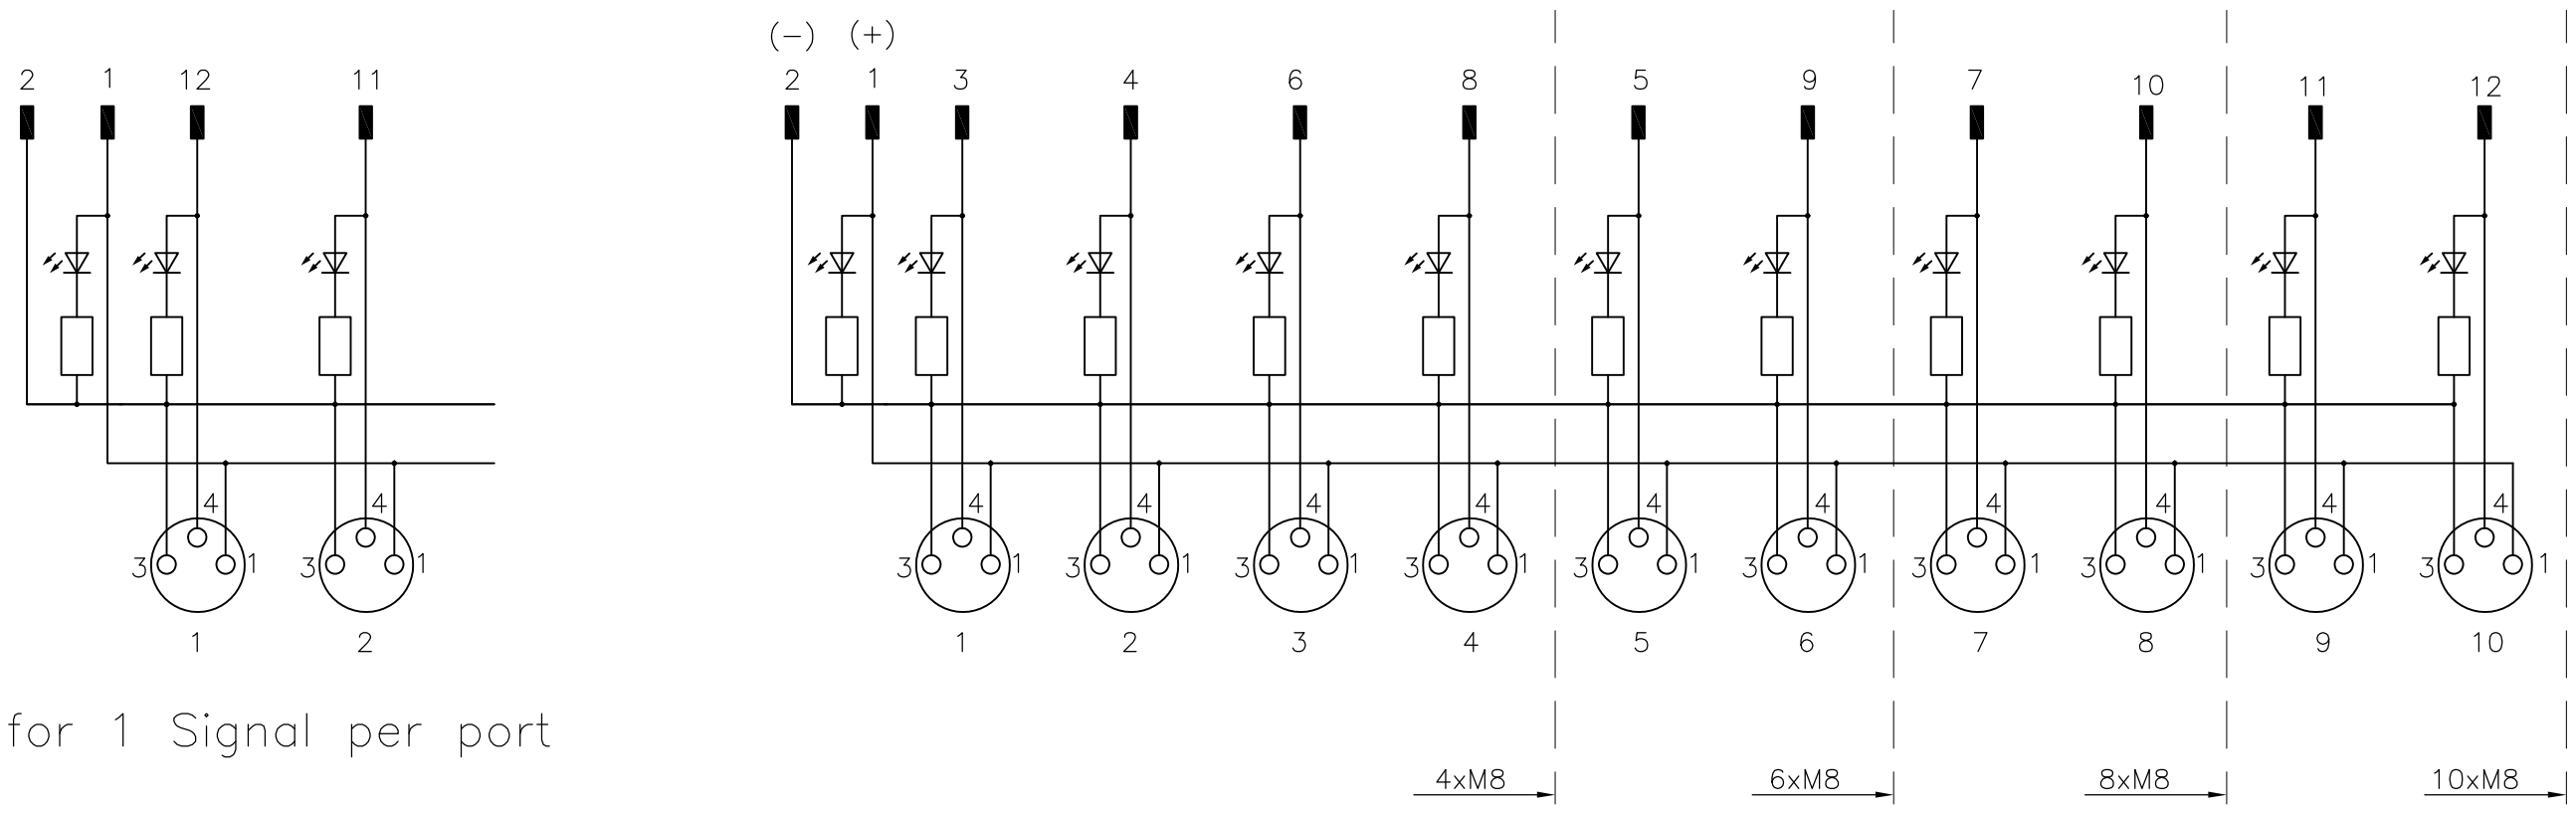 (-) (+)
2 1 12 11 2 1 3 4 6 8 5 9 7 10 11 12
4 4 4 4 4 4 4 4 4 4 4 4
3 1 3 1 3 1 3 1 3 1 3 1 3 1 3 1 3 1 3 1 3 1 3 1
1 2 1 2 3 4 5 6 7 8 9 10
for 1 Signal per port
4xM8 6xM8 8xM8 10xM8